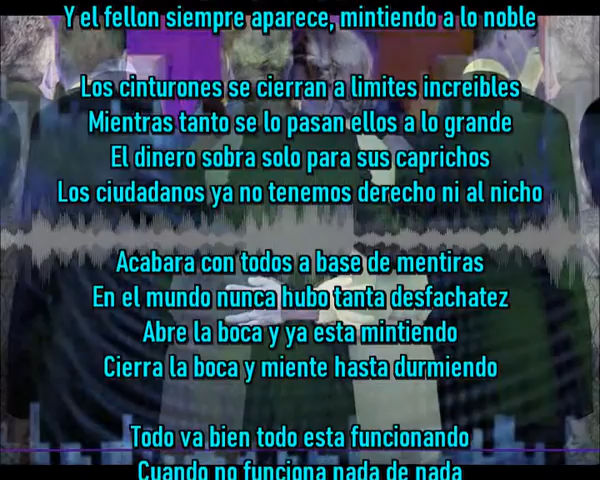 Y el fellon siempre aparece, mintiendo a lo noble
Los cinturones se cierran a limites increibles
Mientras tanto se lo pasan ellos a lo grande
El dinero sobra solo para sus caprichos
Los ciudadanos ya no tenemos derecho ni al nicho
Acabara con todos a base de mentiras
En el mundo nunca hubo tanta desfachatez
Abre la boca y ya esta mintiendo
Cierra la boca y miente hasta durmiendo
Todo va bien todo esta funcionando
Cuando no funciona nada de nada